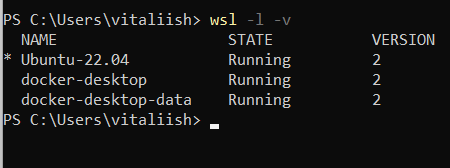 PS C:\Users\vitaliish> wsl -l -v
  NAME                   STATE           VERSION
* Ubuntu-22.04           Running         2
  docker-desktop         Running         2
  docker-desktop-data    Running         2
PS C:\Users\vitaliish>